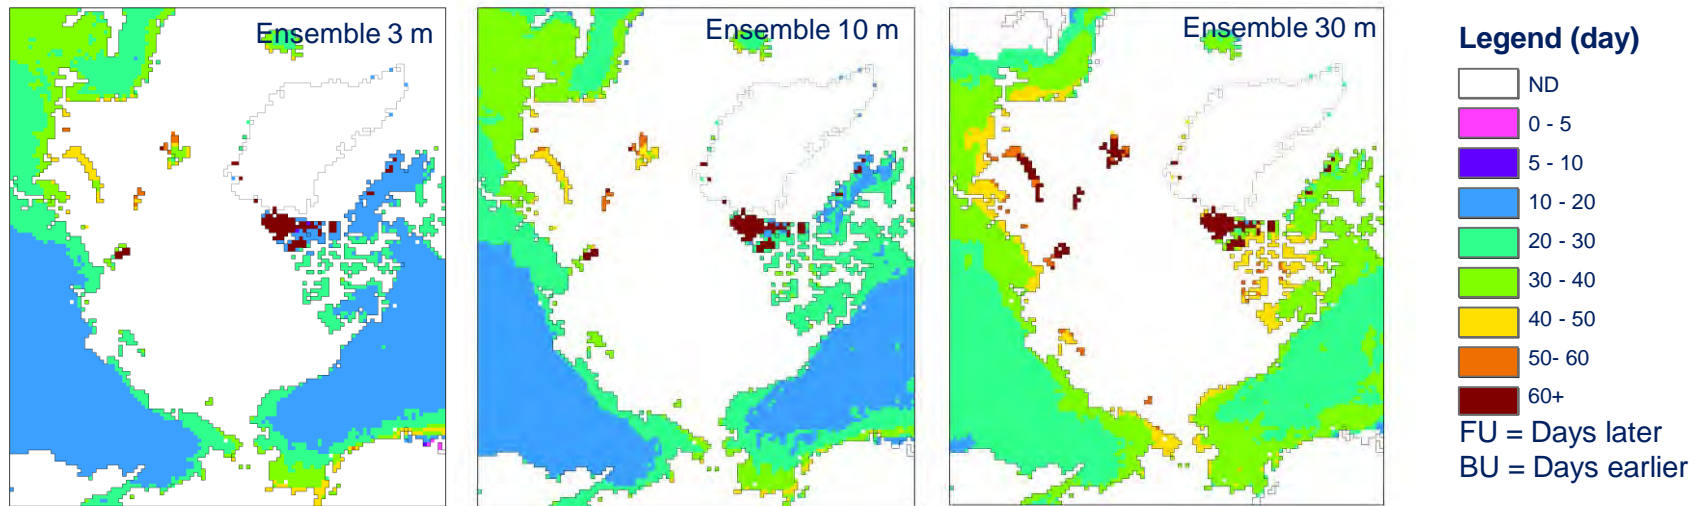 Ensemble 3 m
Ensemble 10 m
Ensemble 30 m
Legend (day)
ND
0 - 5
5 - 10
10 - 20
20 - 30
30 - 40
40 - 50
50- 60
60+
FU = Days later
BU = Days earlier